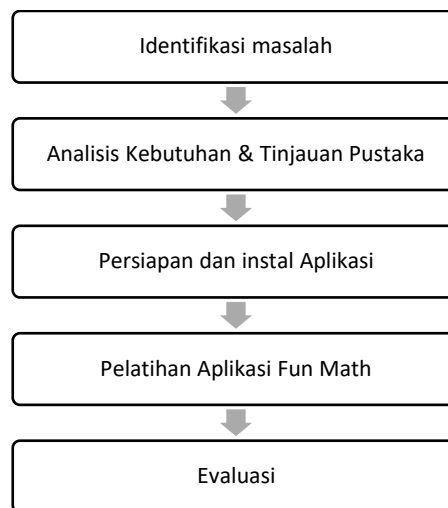 Identifikasi masalah
Analisis Kebutuhan & Tinjauan Pustaka
Persiapan dan instal Aplikasi
Pelatihan Aplikasi Fun Math
Evaluasi